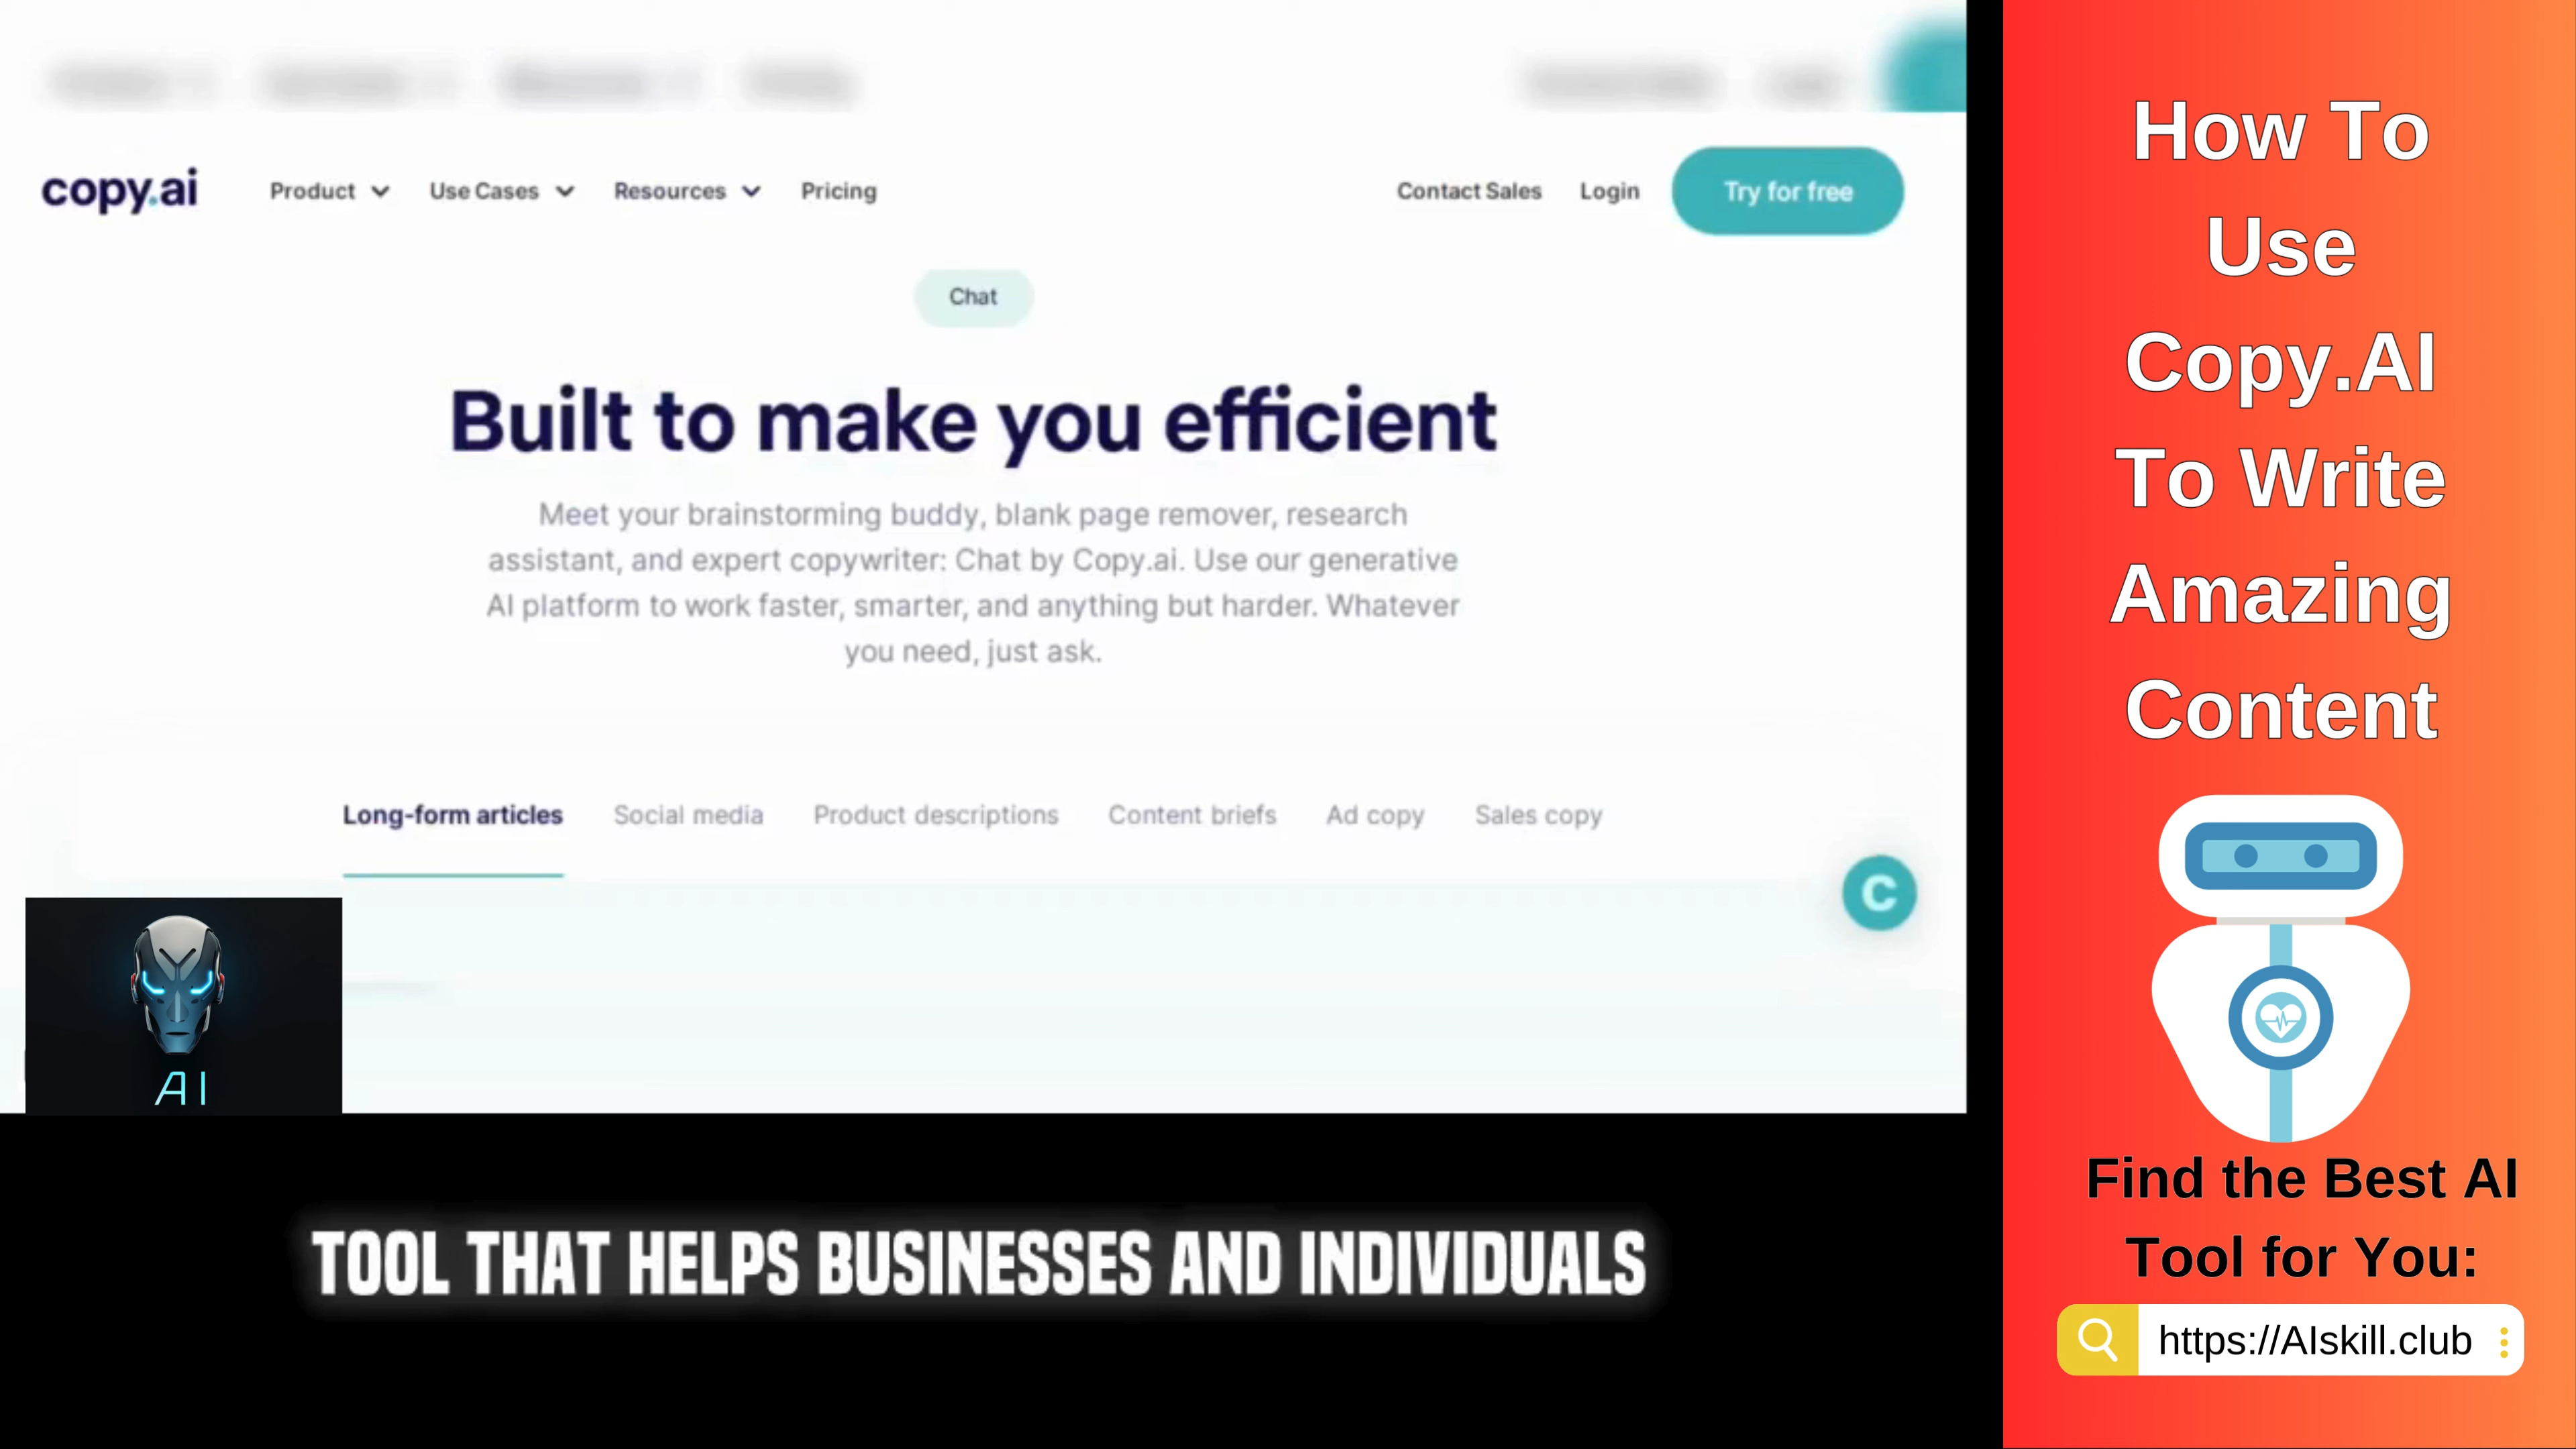 copy.ai Product Use Cases Resources Pricing Contact Sales Login Try for free
Chat
Built to make you efficient
Meet your brainstorming buddy, blank page remover, research
assistant, and expert copywriter: Chat by Copy.ai. Use our generative
AI platform to work faster, smarter, and anything but harder. Whatever
you need, just ask.
Long-form articles Social media Product descriptions Content briefs Ad copy Sales copy
C
AI
TOOL THAT HELPS BUSINESSES AND INDIVIDUALS
How To
Use
Copy.AI
To Write
Amazing
Content
Find the Best AI
Tool for You:
https://AIskill.club